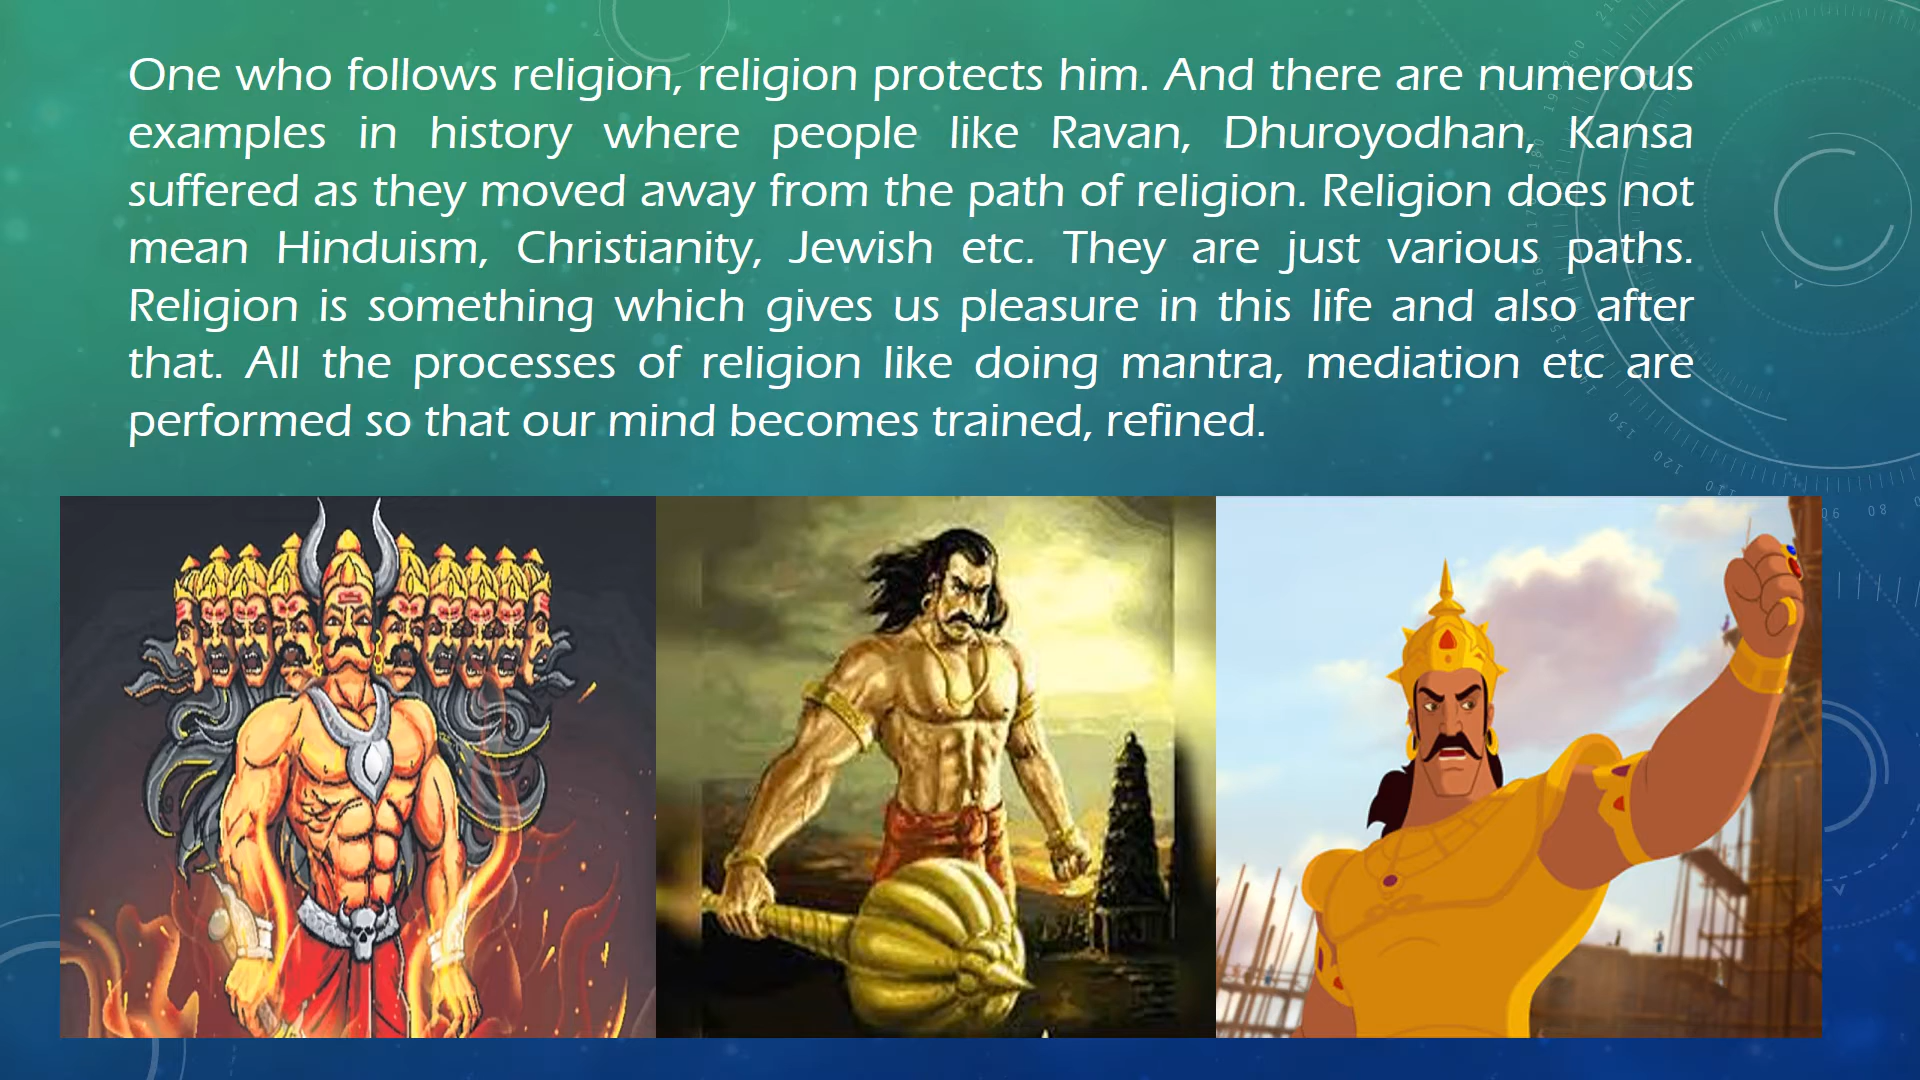 One who follows religion, religion protects him. And there are numerous
examples in history where people like Ravan, Dhuroyodhan, Kansa
suffered as they moved away from the path of religion. Religion does not
mean Hinduism, Christianity, Jewish etc. They are just various paths.
Religion is something which gives us pleasure in this life and also after
that. All the processes of religion like doing mantra, mediation etc are
performed so that our mind becomes trained, refined.